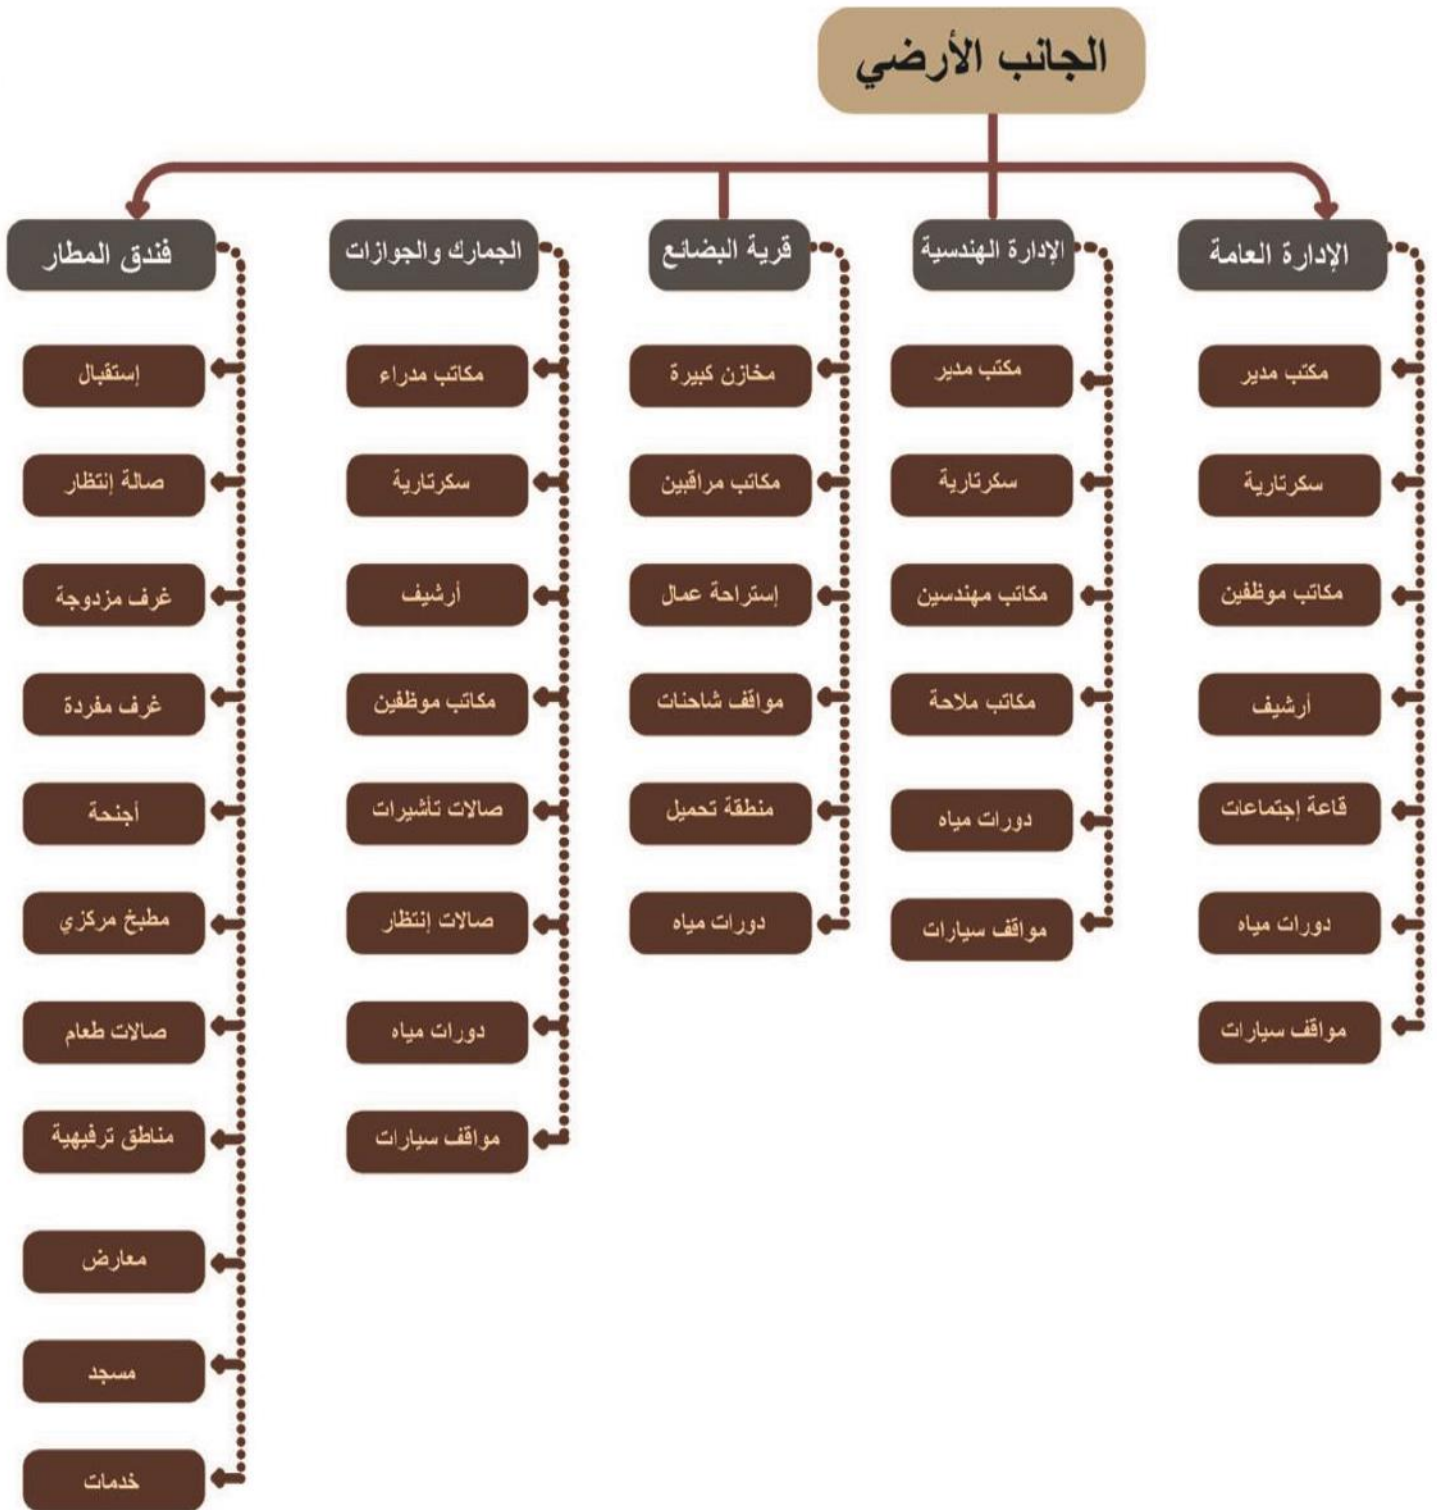 الجانب الأرضي
الإدارة العامة
مكتب مدير
سكرتارية
مكاتب موظفين
أرشيف
قاعة إجتماعات
دورات مياه
مواقف سيارات
الإدارة الهندسية
مكتب مدير
سكرتارية
مكاتب مهندسين
مكاتب ملاحة
دورات مياه
مواقف سيارات
قرية البضائع
مخازن كبيرة
مكاتب مراقبين
إستراحة عمال
مواقف شاحنات
منطقة تحميل
دورات مياه
الجمارك والجوازات
مكاتب مدراء
سكرتارية
أرشيف
مكاتب موظفين
صالات تأشيرات
صالات إنتظار
دورات مياه
مواقف سيارات
فندق المطار
إستقبال
صالة إنتظار
غرف مزدوجة
غرف مفردة
أجنحة
مطبخ مركزي
صالات طعام
مناطق ترفيهية
معارض
مسجد
خدمات